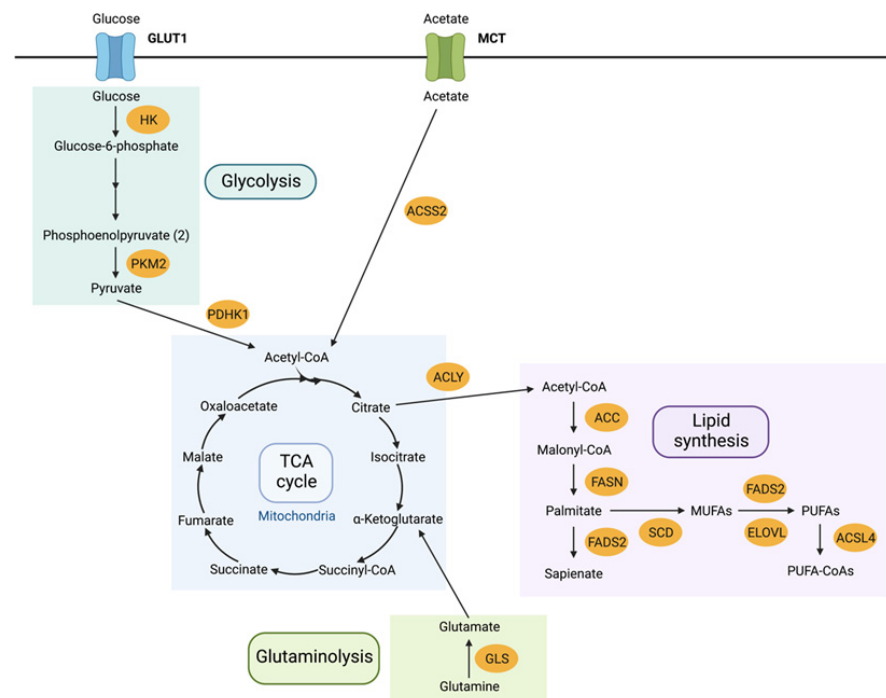 Glucose
GLUT1
Acetate
MCT
Glucose
HK
Glucose-6-phosphate
Glycolysis
Phosphoenolpyruvate (2)
PKM2
Pyruvate
Acetate
ACSS2
PDHK1
Acetyl-CoA
Oxaloacetate
Citrate
Malate
Isocitrate
TCA
cycle
Mitochondria
Fumarate
α-Ketoglutarate
Succinate
Succinyl-CoA
ACLY
Acetyl-CoA
ACC
Lipid
synthesis
Malonyl-CoA
FASN
FADS2
Palmitate
MUFAs
PUFAs
FADS2
SCD
ELOVL
ACSL4
Sapienate
PUFA-CoAs
Glutaminolysis
Glutamate
GLS
Glutamine